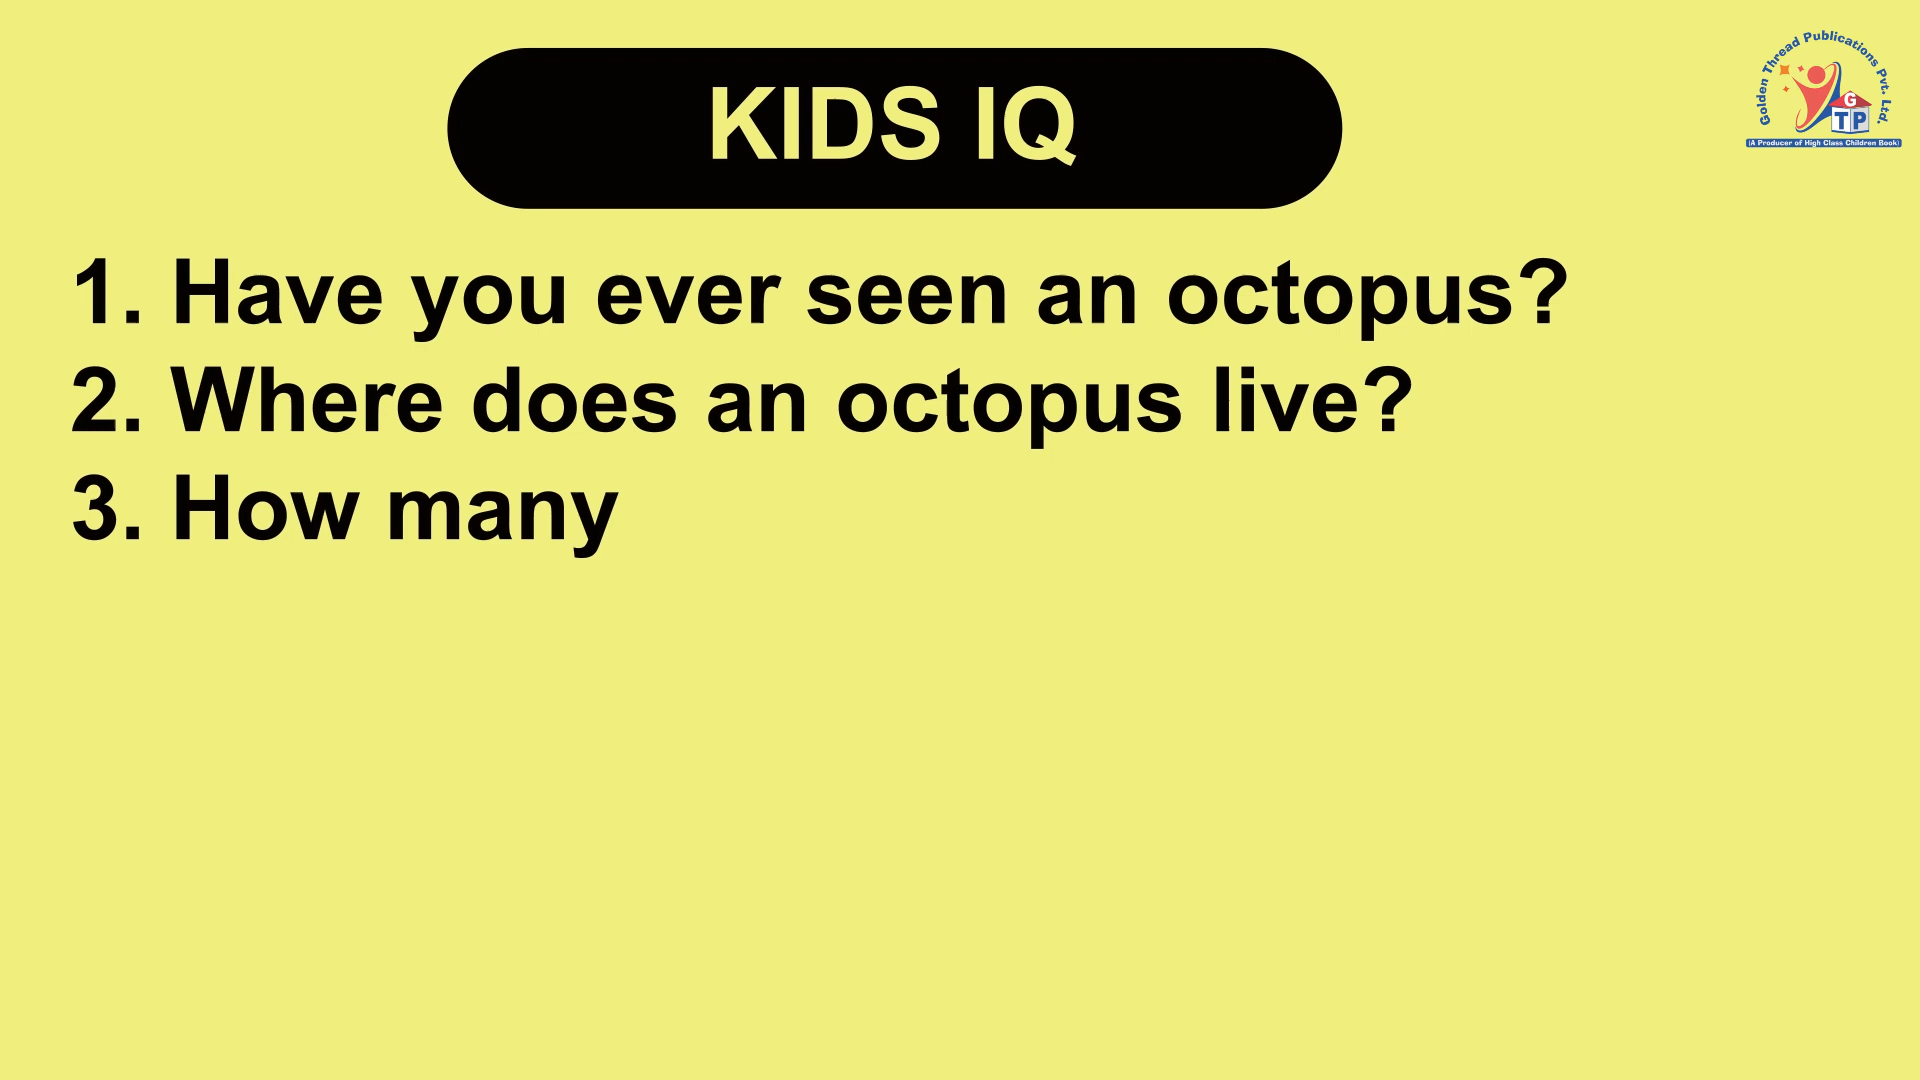 Golden Thread Publications Pvt. Ltd.
G
TP
(A Producer of High Class Children Book)
KIDS IQ
1. Have you ever seen an octopus?
2. Where does an octopus live?
3. How many